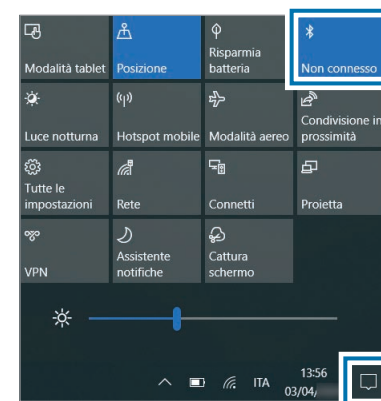 Modalità tablet
Posizione
Risparmia
batteria
Non connesso
Luce notturna
Hotspot mobile
Modalità aereo
Condivisione in
prossimità
Tutte le
impostazioni
Rete
Connetti
Proietta
VPN
Assistente
notifiche
Cattura
schermo
ITA
13:56
03/04/